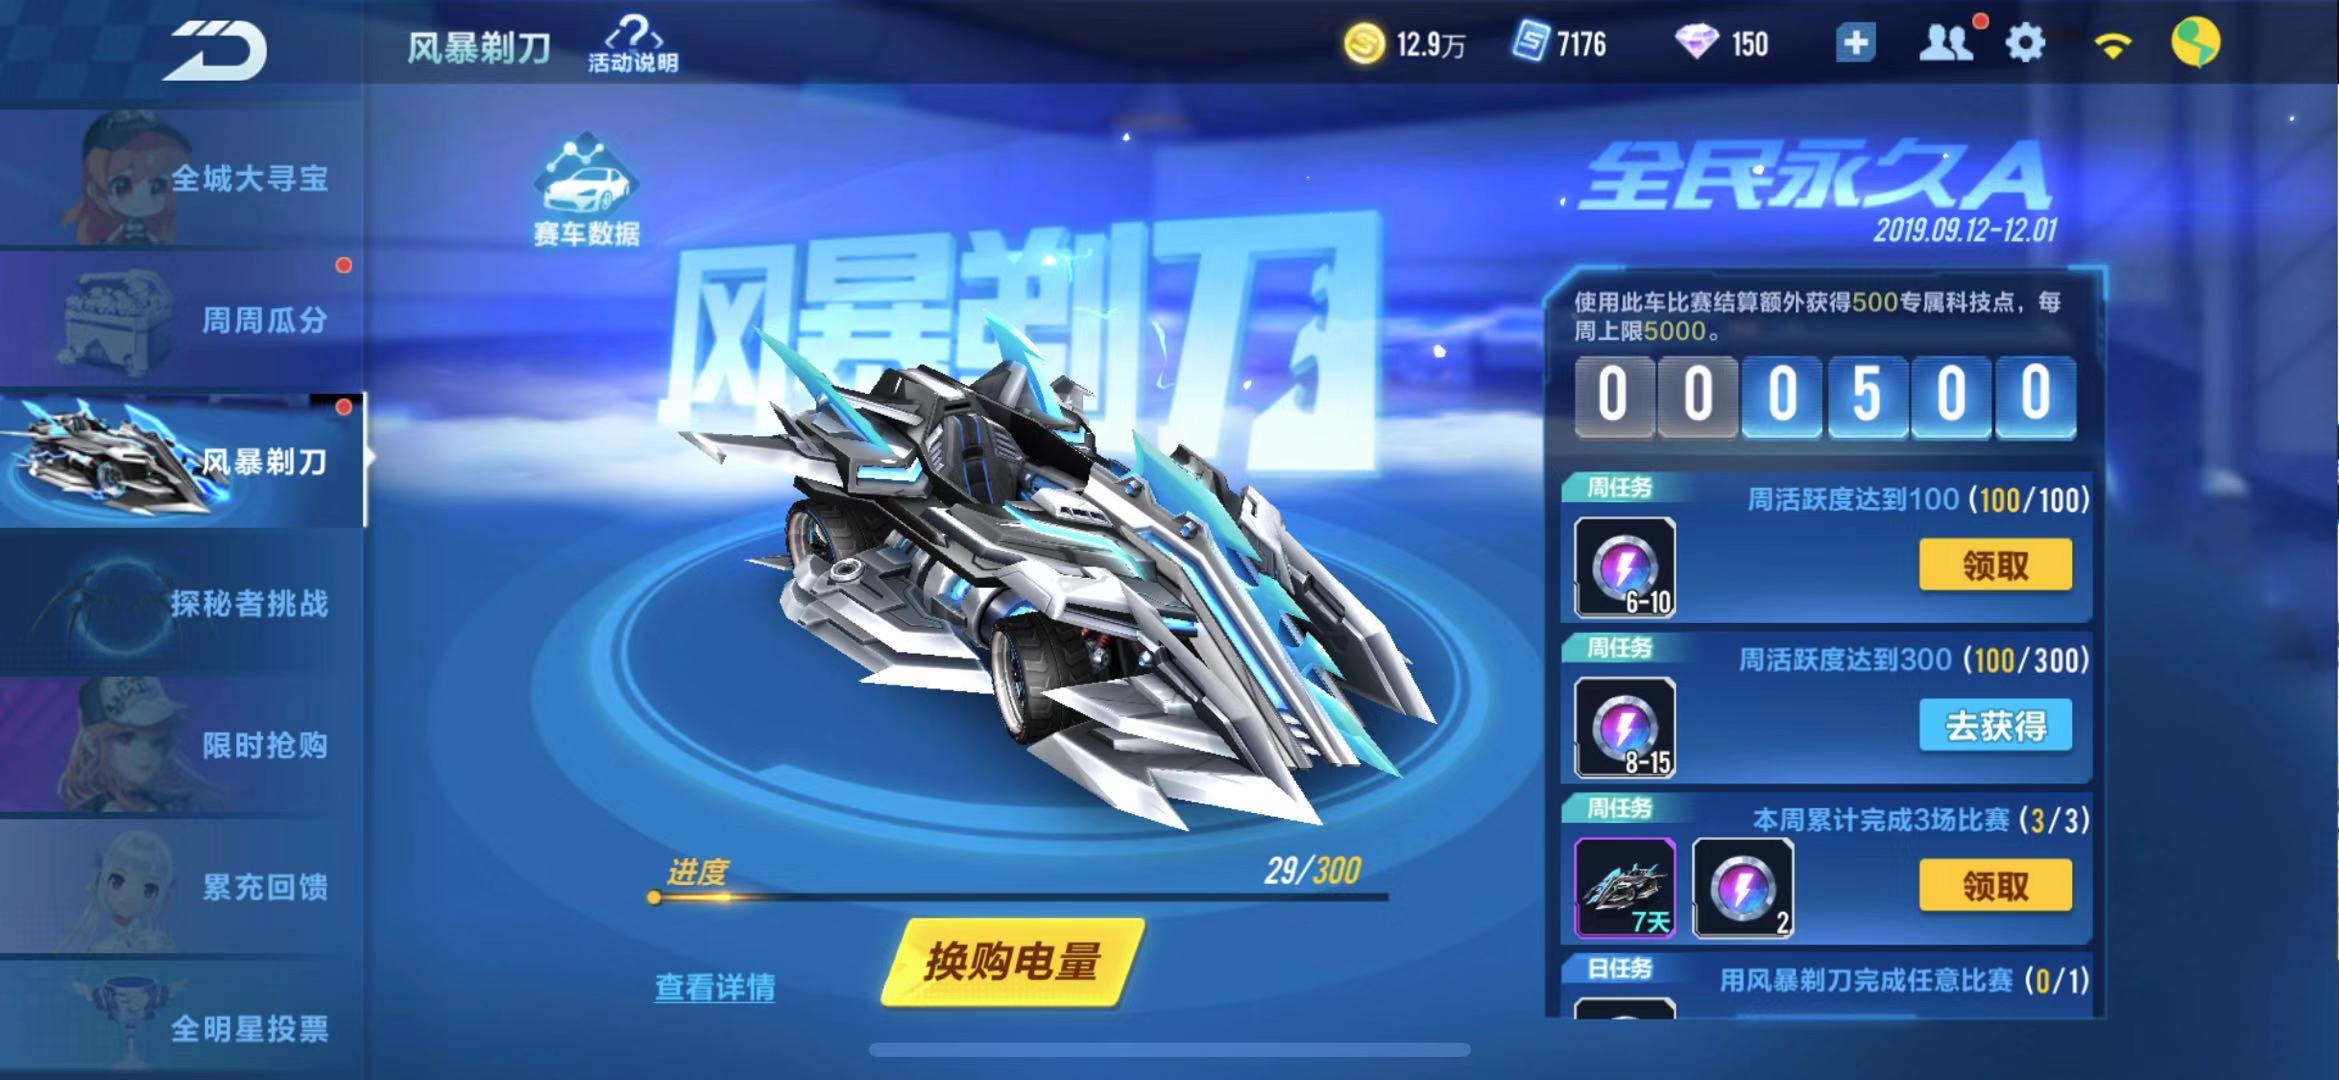 风暴剃刀
活动说明
12.9万
7176
150
全城大寻宝
周周瓜分
风暴剃刀
探秘者挑战
限时抢购
累充回馈
全明星投票
赛车数据
风暴剃刀
进度
29/300
查看详情
换购电量
全民永久A
2019.09.12-12.01
使用此车比赛结算额外获得500专属科技点，每
周上限5000。
000500
周任务
周活跃度达到100 (100/100)
6-10
领取
周任务
周活跃度达到300 (100/300)
8-15
去获得
周任务
本周累计完成3场比赛 (3/3)
7天
2
领取
日任务
用风暴剃刀完成任意比赛 (0/1)